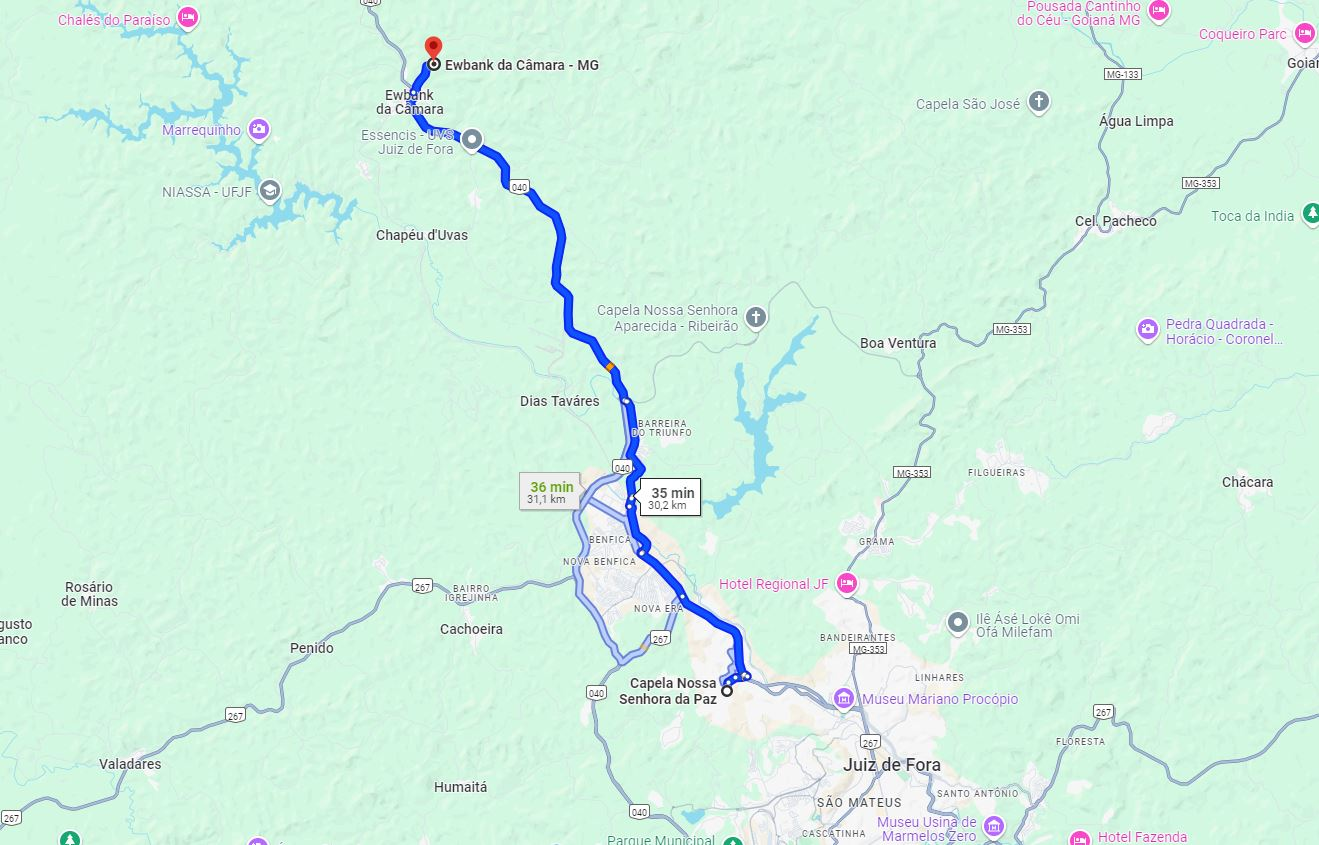 040
Chalés do Paraíso
Pousada Cantinho
do Céu - Goianá MG
Coqueiro Parc
Ewbank da Câmara - MG
Goian
MG-133
Ewbank
da Câmara
Capela São José
Água Limpa
Marrequinho
Essencis - UVS
Juiz de Fora
NIASSA - UFJF
040
MG-353
Cel. Pacheco
Toca da India
Chapéu d'Uvas
Capela Nossa Senhora
Aparecida - Ribeirão
MG-353
Pedra Quadrada -
Horácio - Coronel...
Boa Ventura
Dias Taváres
BARREIRA
DO TRIUNFO
040
MG-353
FILGUEIRAS
Chácara
36 min
31,1 km
35 min
30,2 km
BENFICA
GRAMA
NOVA BENFICA
Rosário
de Minas
267
BAIRRO
IGREJINHA
Hotel Regional JF
NOVA ERA
gusto
anco
Cachoeira
Ilê Ásé Lokê Omi
Ofá Milefam
267
BANDEIRANTES
MG-353
Penido
LINHARES
Capela Nossa
Senhora da Paz
040
Museu Mariano Procópio
267
267
267
FLORESTA
Valadares
Juiz de Fora
Humaitá
SANTO ANTÔNIO
SÃO MATEUS
040
267
Museu Usina de
Marmelos Zero
CASCATINHA
Parque Municipal
Hotel Fazenda